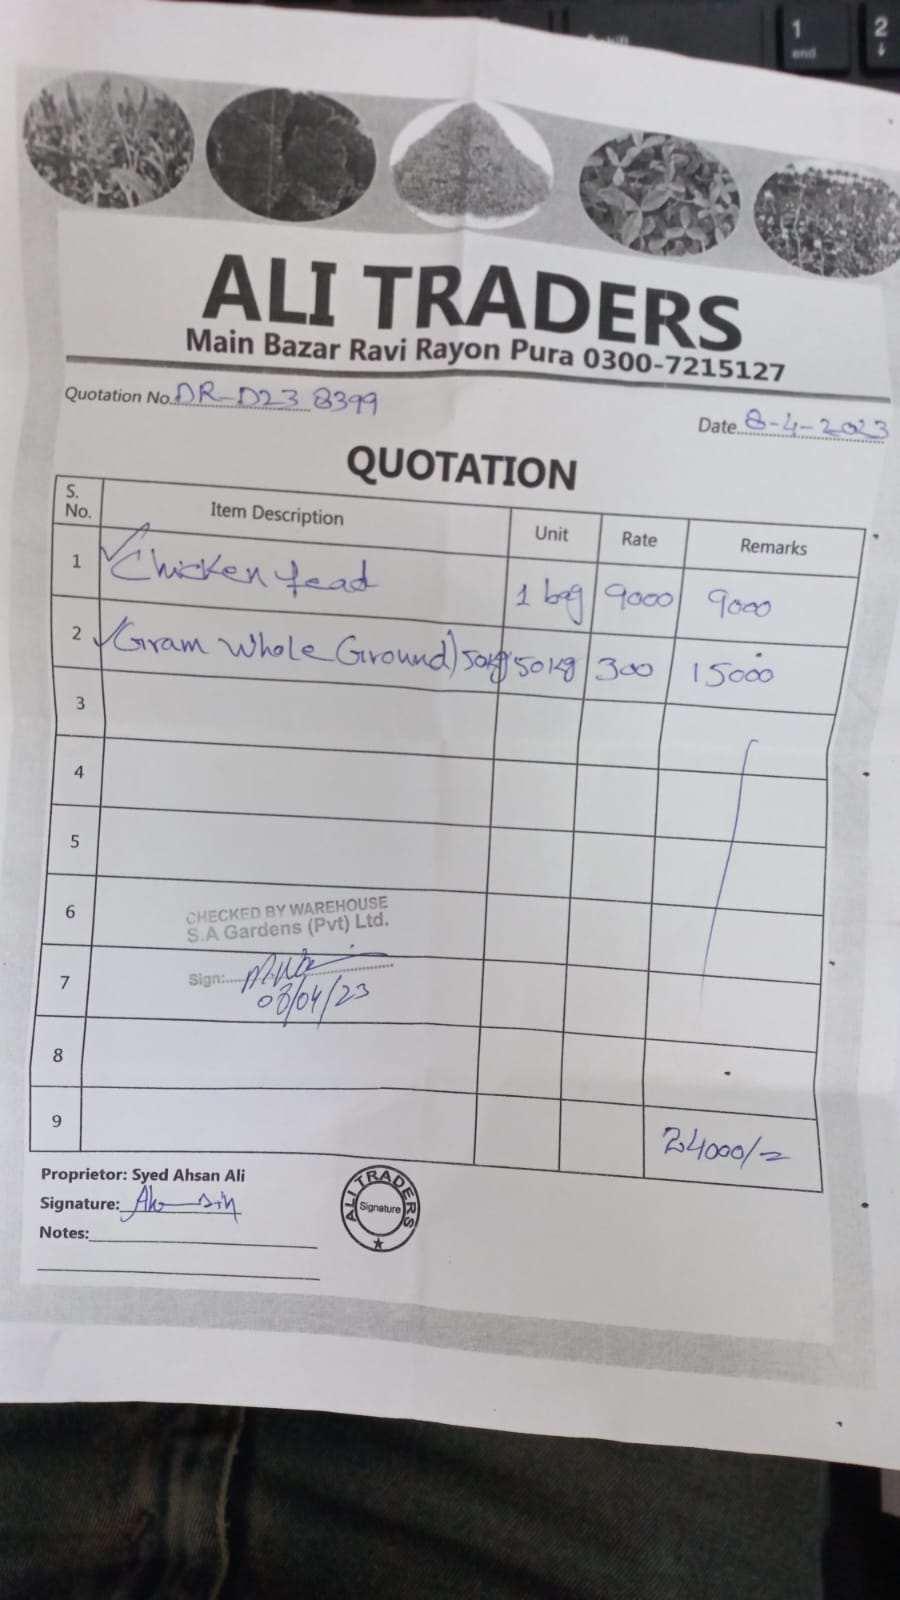 1
end
2
ALI TRADERS
Main Bazar Ravi Rayon Pura 0300-7215127
Quotation No. DR-D23 8399
Date 8-4-2023
QUOTATION
S. No. Item Description Unit Rate Remarks
1 Chicken fead 1 bag 9000 9000
2 (Gram Whole Ground) 50kg 50kg 300 15000
3
4
5
6
CHECKED BY WAREHOUSE
S.A Gardens (Pvt) Ltd.
7
Sign:
08/04/23
8
9 24000/=
Proprietor: Syed Ahsan Ali
Signature:
Notes:
ALI TRADERS
Signature